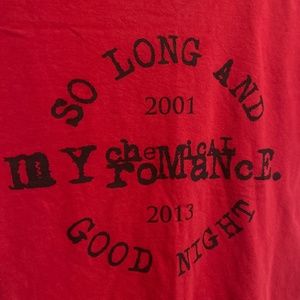 SO LONG AND
2001
mY cheMiCAL
roMaNcE.
2013
GOOD NIGHT